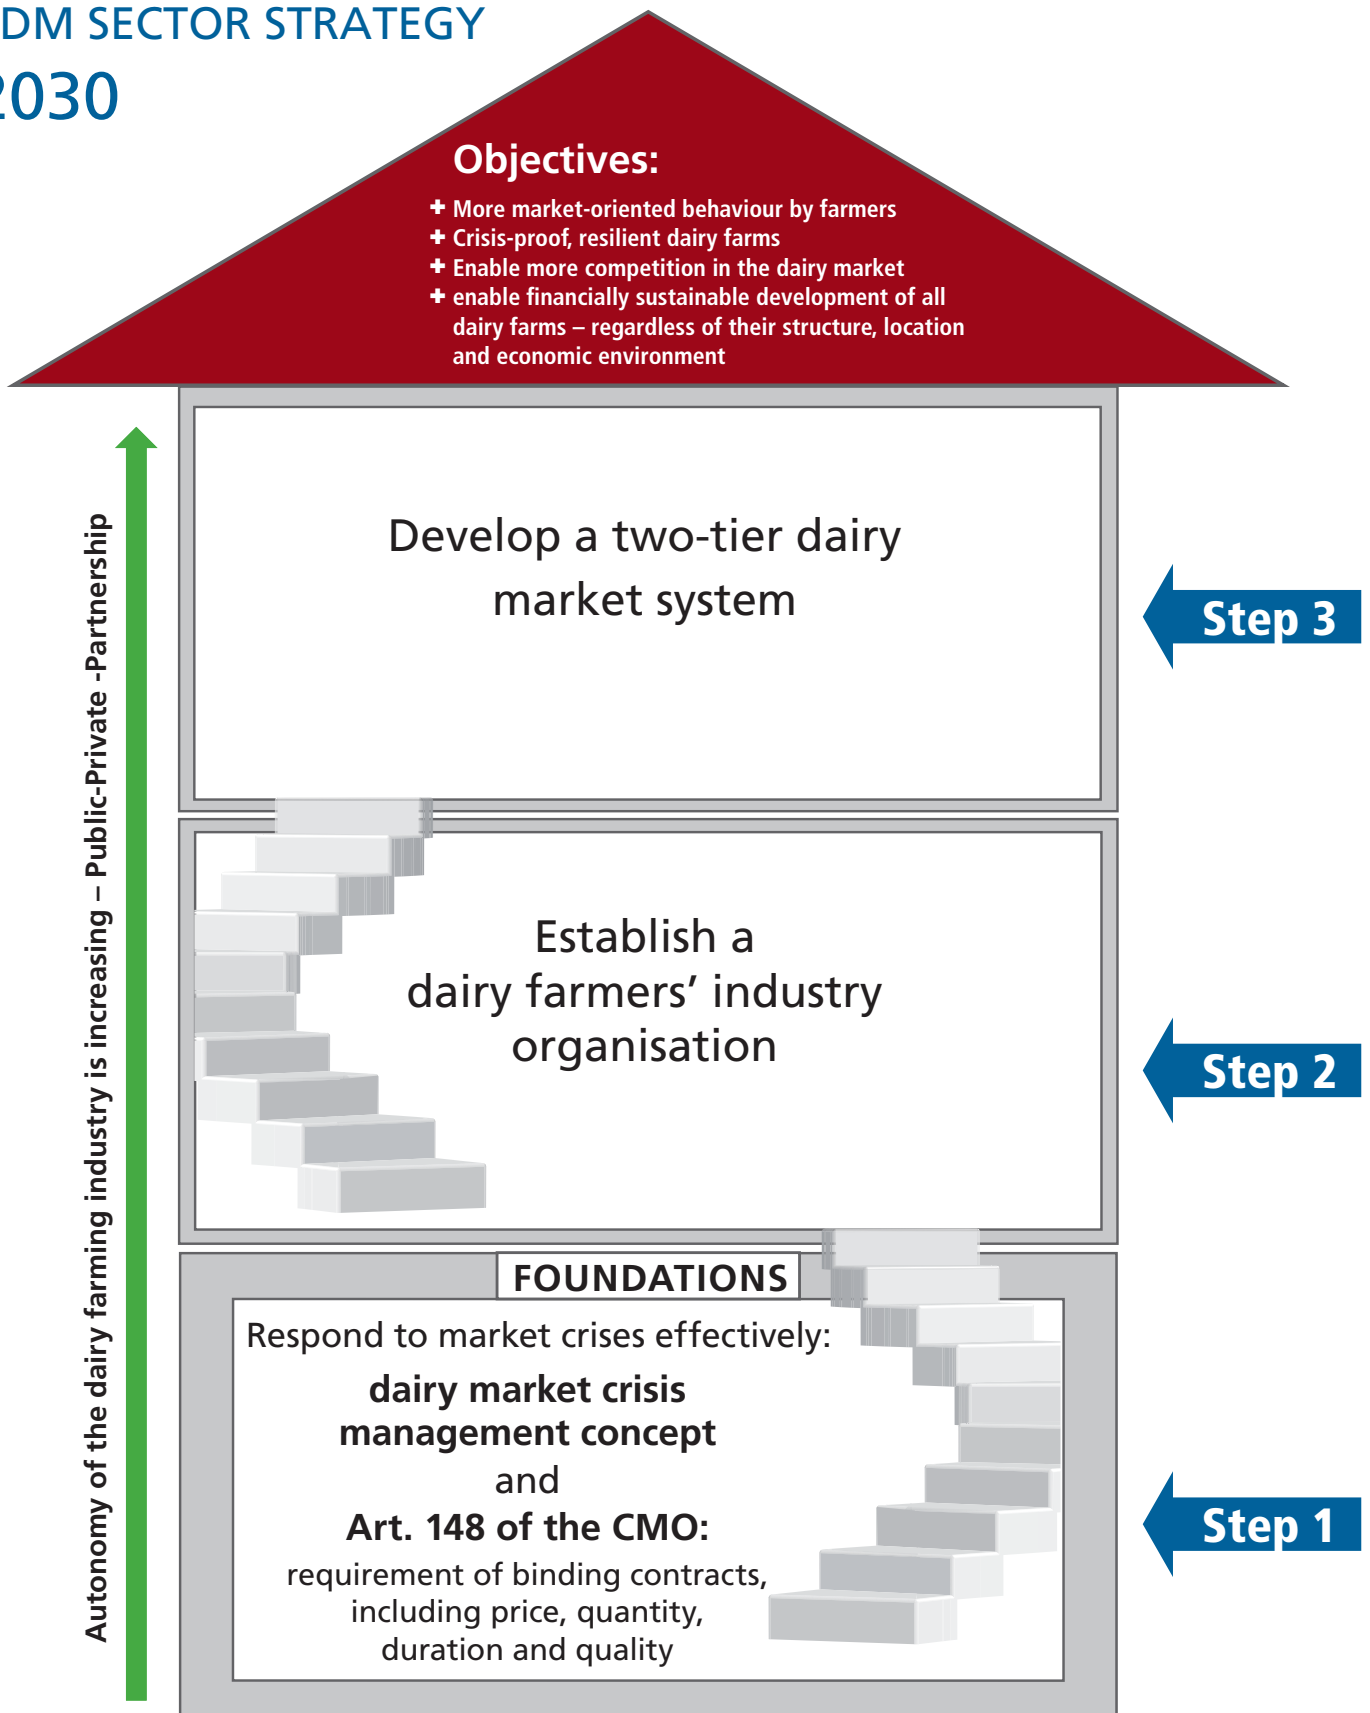 DM SECTOR STRATEGY
2030
Objectives:
+ More market-oriented behaviour by farmers
+ Crisis-proof, resilient dairy farms
+ Enable more competition in the dairy market
+ enable financially sustainable development of all
dairy farms – regardless of their structure, location
and economic environment
Autonomy of the dairy farming industry is increasing – Public-Private -Partnership
Develop a two-tier dairy
market system
Step 3
Establish a
dairy farmers’ industry
organisation
Step 2
FOUNDATIONS
Respond to market crises effectively:
dairy market crisis
management concept
and
Art. 148 of the CMO:
requirement of binding contracts,
including price, quantity,
duration and quality
Step 1